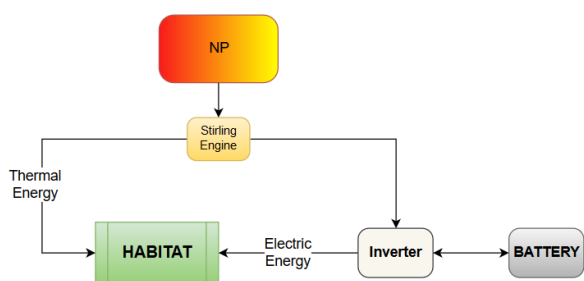 NP
Stirling
Engine
Thermal
Energy
HABITAT
Electric
Energy
Inverter
BATTERY